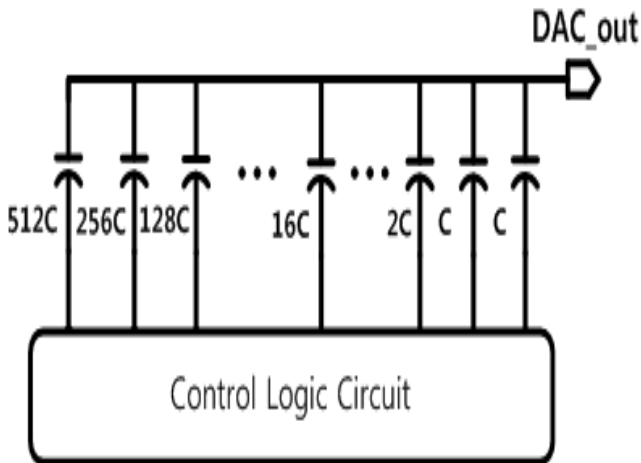 DAC_out
512C 256C 128C ••• 16C ••• 2C C C
Control Logic Circuit